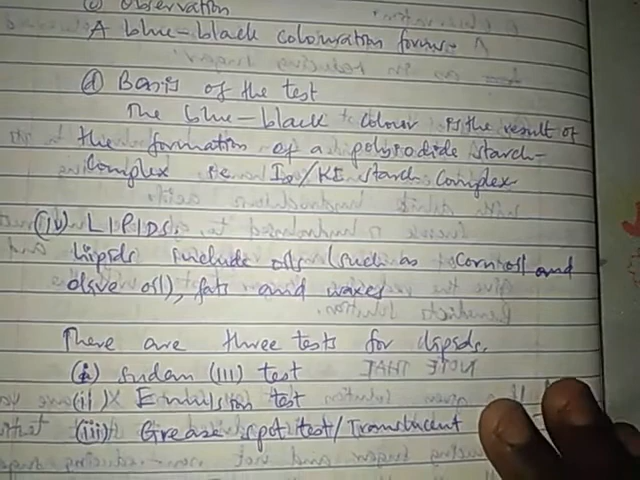 (c) Observation
A blue-black colouration forms
(d) Basis of the test
The blue-black colour is the result of
the formation of a polyiodide starch-
complex ie I2/KI starch complex
(iv) LIPIDS
Lipids include oils (such as corn oil and
olive oil), fats and waxes
There are three tests for lipids.
(i) Sudan (III) test
(ii) Emulsion test
(iii) Grease spot test/Translucent